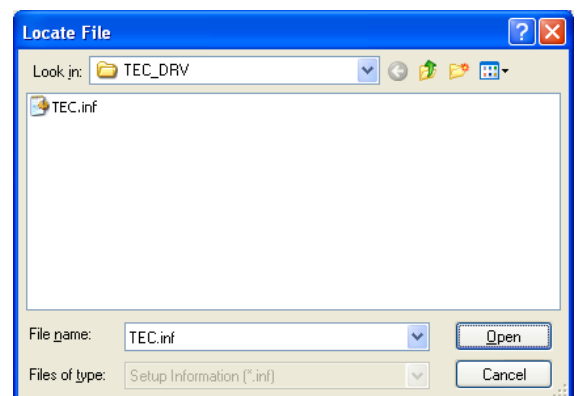 Locate File
Look in: TEC_DRV
TEC.inf
File name: TEC.inf Open
Files of type: Setup Information (*.inf) Cancel